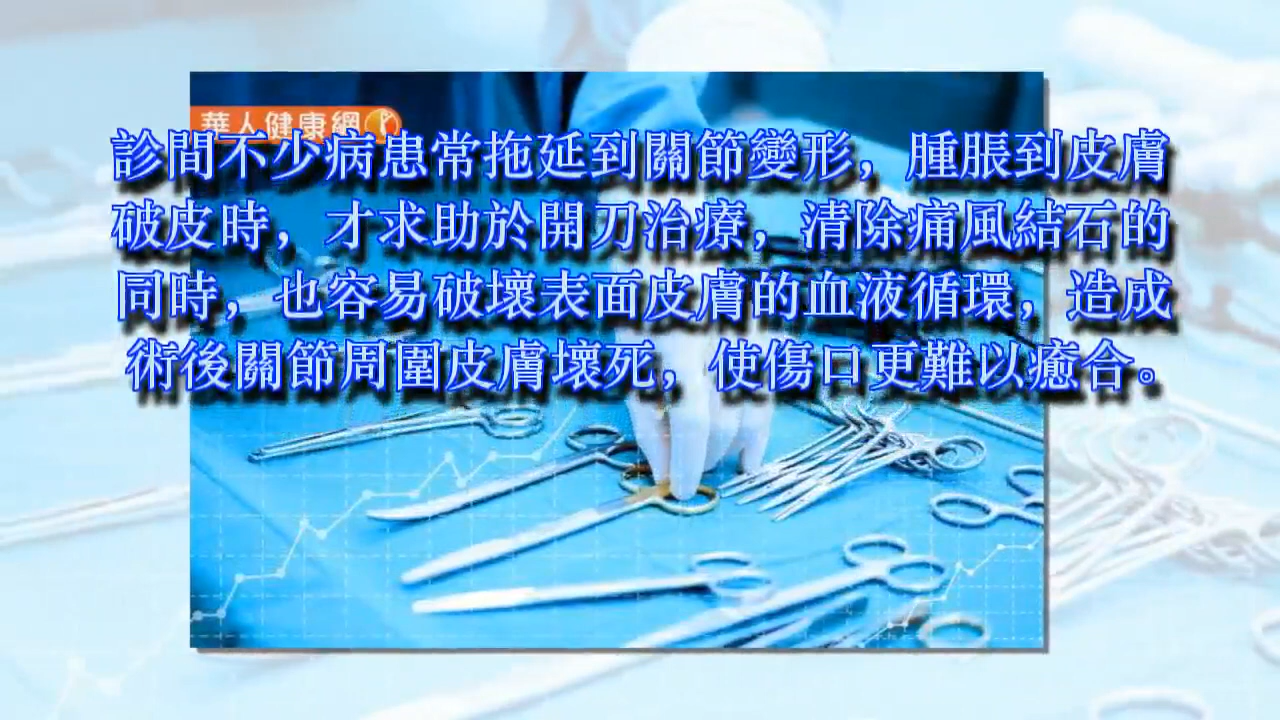 華人健康網
診間不少病患常拖延到關節變形，腫脹到皮膚
破皮時，才求助於開刀治療，清除痛風結石的
同時，也容易破壞表面皮膚的血液循環，造成
術後關節周圍皮膚壞死，使傷口更難以癒合。